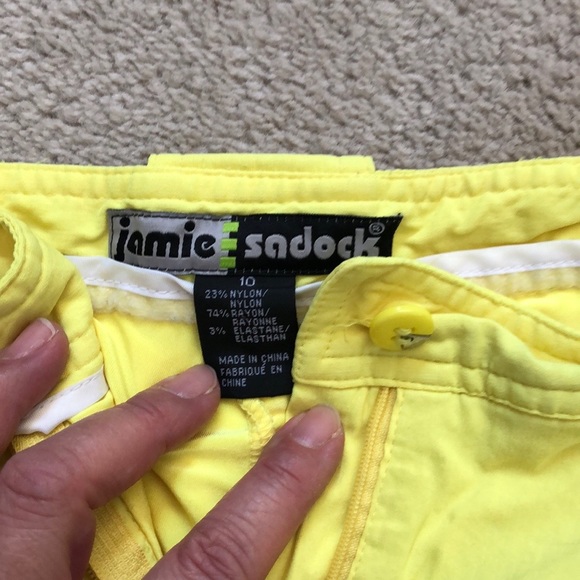 jamie sadock®
10
23% NYLON/
NYLON
74% RAYON/
RAYONNE
3% ELASTANE/
ELASTHAN
MADE IN CHINA
FABRIQUÉ EN
CHINE